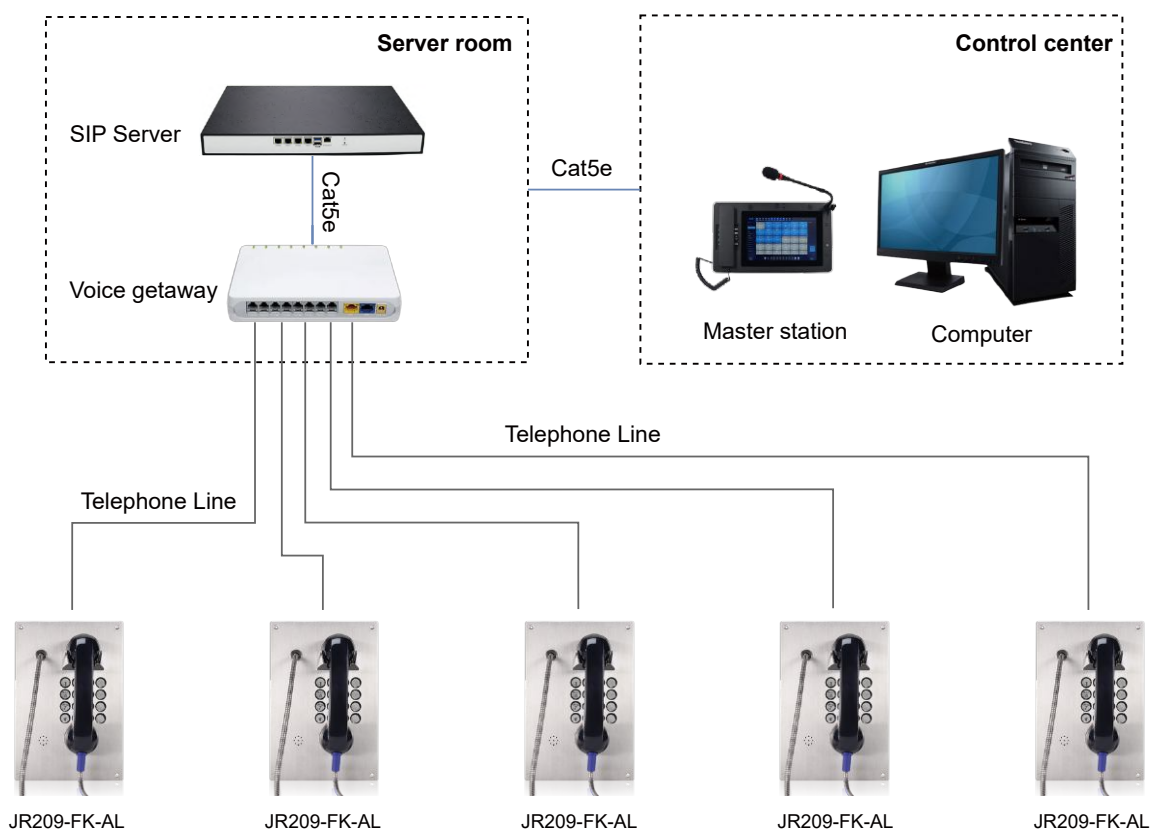 Server room
Control center
SIP Server
Cat5e
Cat5e
Voice getaway
Master station
Computer
Telephone Line
Telephone Line
JR209-FK-AL
JR209-FK-AL
JR209-FK-AL
JR209-FK-AL
JR209-FK-AL